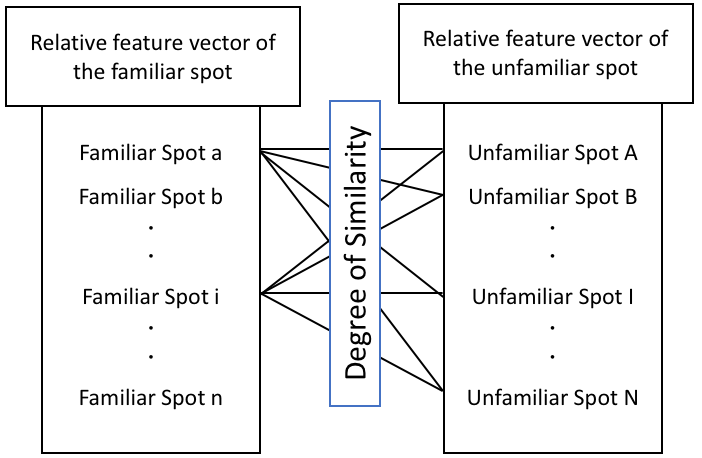 Relative feature vector of
the familiar spot
Familiar Spot a
Familiar Spot b
.
.
Familiar Spot i
.
.
Familiar Spot n
Degree of Similarity
Relative feature vector of
the unfamiliar spot
Unfamiliar Spot A
Unfamiliar Spot B
.
.
Unfamiliar Spot I
.
.
Unfamiliar Spot N